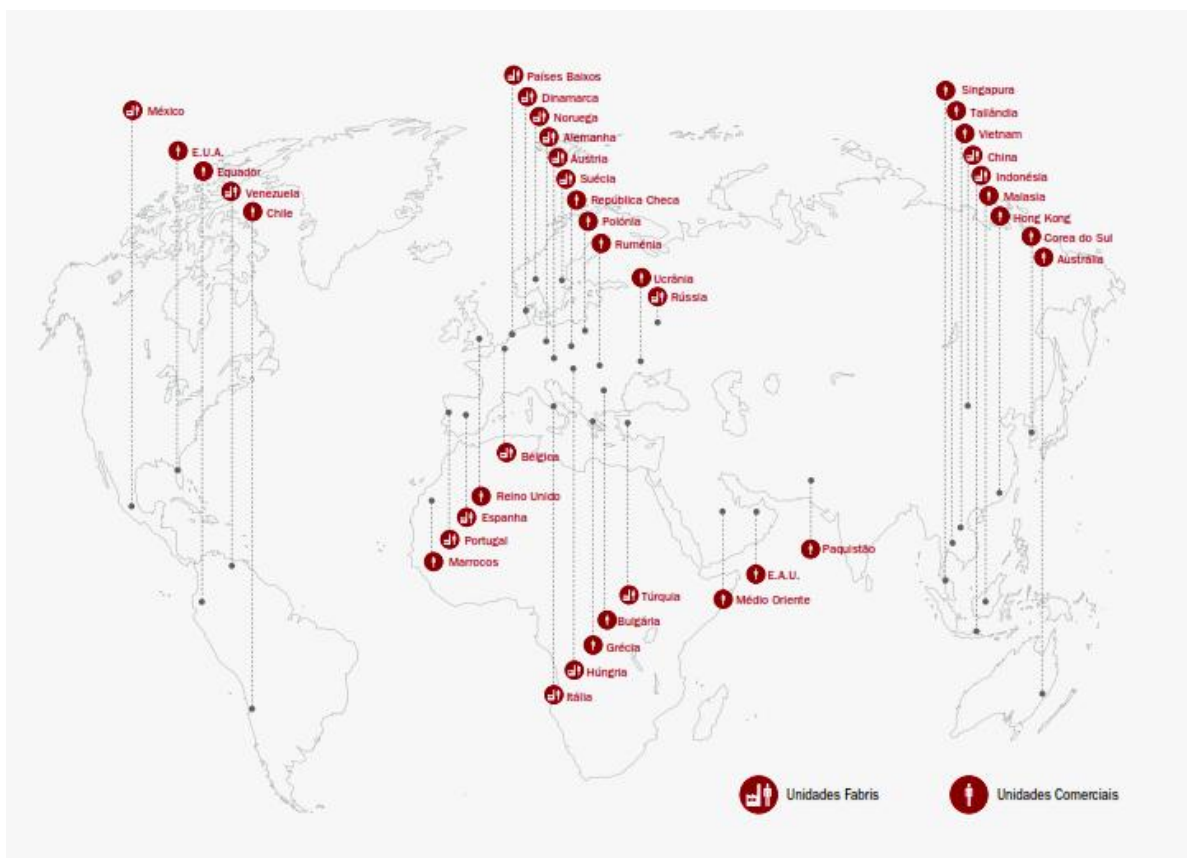 México
E.U.A.
Equador
Venezuela
Chile
Países Baixos
Dinamarca
Noruega
Alemanha
Áustria
Suécia
República Checa
Polónia
Ruménia
Ucrânia
Rússia
Singapura
Tailândia
Vietnam
China
Indonésia
Malasia
Hong Kong
Corea do Sul
Australia
Bélgica
Reino Unido
Espanha
Portugal
Marrocos
Paquistão
E.A.U.
Médio Oriente
Túrquia
Bulgária
Grécia
Húngria
Itália
Unidades Fabris
Unidades Comerciais